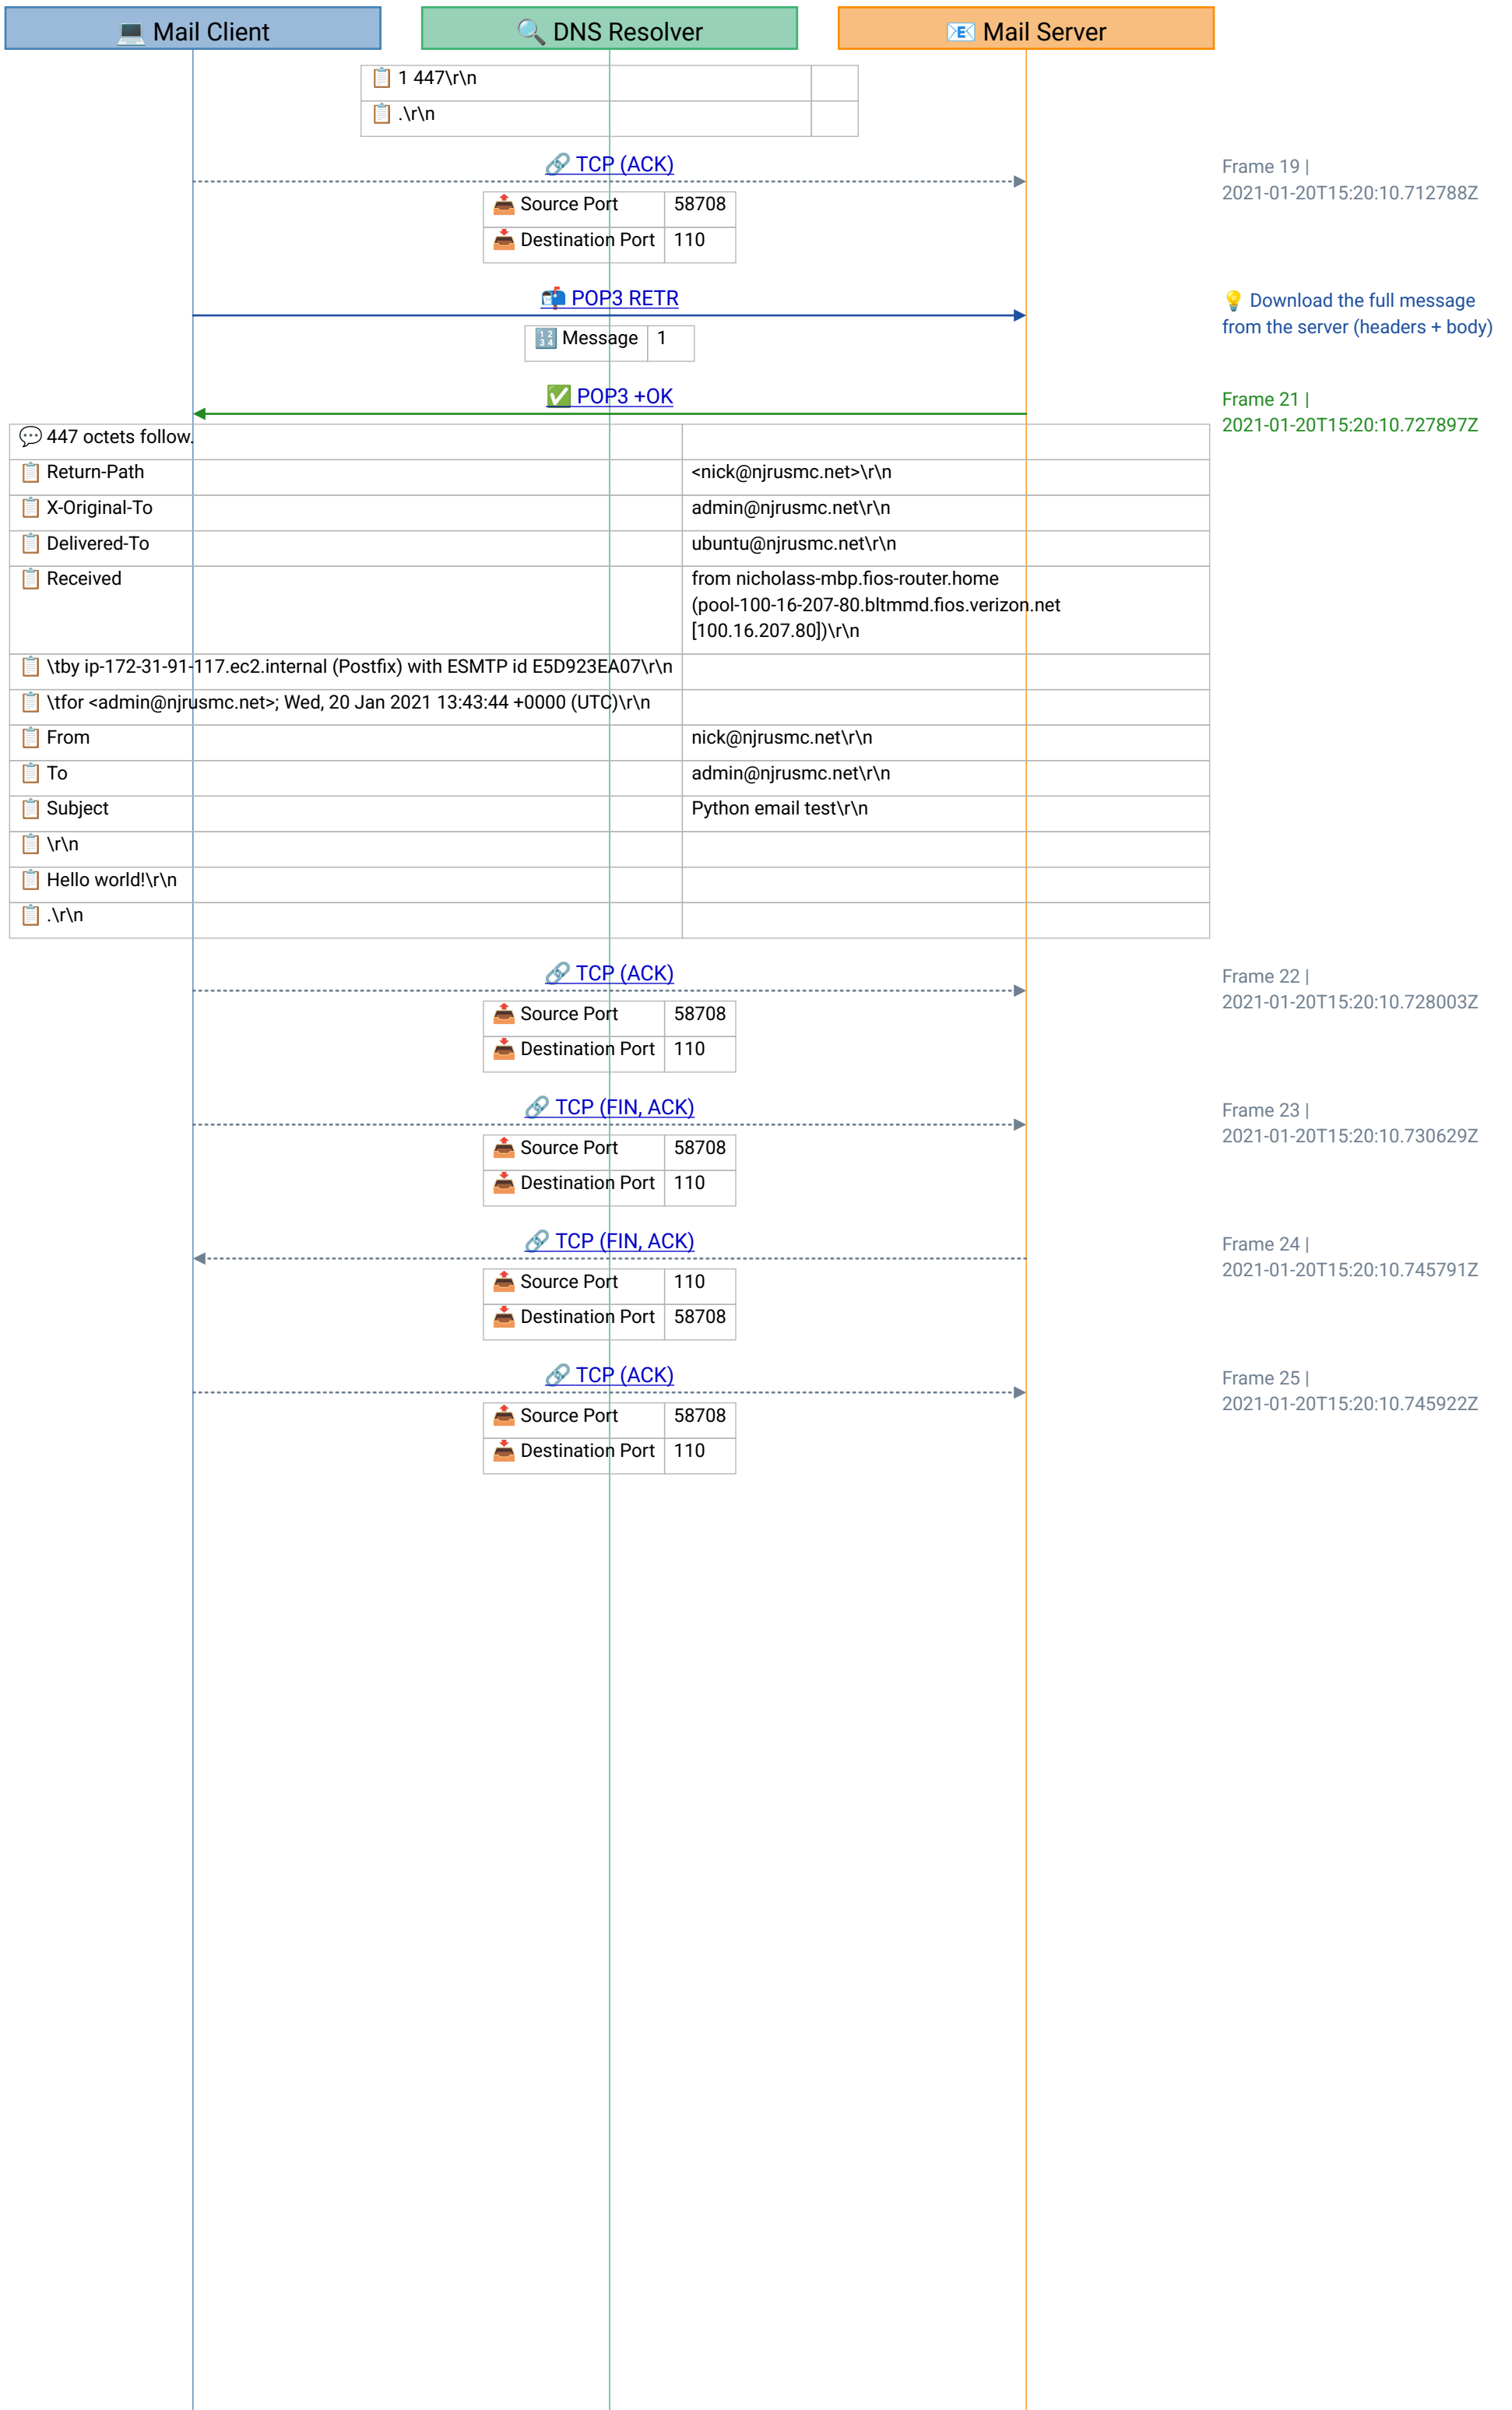 💻 Mail Client
🔍 DNS Resolver
📧 Mail Server
📋 1 447\r\n
📋 .\r\n
🔗 TCP (ACK)
Frame 19 |
2021-01-20T15:20:10.712788Z
📤 Source Port 58708
📥 Destination Port 110
📬 POP3 RETR
💡 Download the full message
from the server (headers + body)
🔢 Message 1
✅ POP3 +OK
Frame 21 |
2021-01-20T15:20:10.727897Z
💬 447 octets follow.
📋 Return-Path <nick@njrusmc.net>\r\n
📋 X-Original-To admin@njrusmc.net\r\n
📋 Delivered-To ubuntu@njrusmc.net\r\n
📋 Received from nicholass-mbp.fios-router.home
(pool-100-16-207-80.bltmmd.fios.verizon.net
[100.16.207.80])\r\n
📋 \tby ip-172-31-91-117.ec2.internal (Postfix) with ESMTP id E5D923EA07\r\n
📋 \tfor <admin@njrusmc.net>; Wed, 20 Jan 2021 13:43:44 +0000 (UTC)\r\n
📋 From nick@njrusmc.net\r\n
📋 To admin@njrusmc.net\r\n
📋 Subject Python email test\r\n
📋 \r\n
📋 Hello world!\r\n
📋 .\r\n
🔗 TCP (ACK)
Frame 22 |
2021-01-20T15:20:10.728003Z
📤 Source Port 58708
📥 Destination Port 110
🔗 TCP (FIN, ACK)
Frame 23 |
2021-01-20T15:20:10.730629Z
📤 Source Port 58708
📥 Destination Port 110
🔗 TCP (FIN, ACK)
Frame 24 |
2021-01-20T15:20:10.745791Z
📤 Source Port 110
📥 Destination Port 58708
🔗 TCP (ACK)
Frame 25 |
2021-01-20T15:20:10.745922Z
📤 Source Port 58708
📥 Destination Port 110